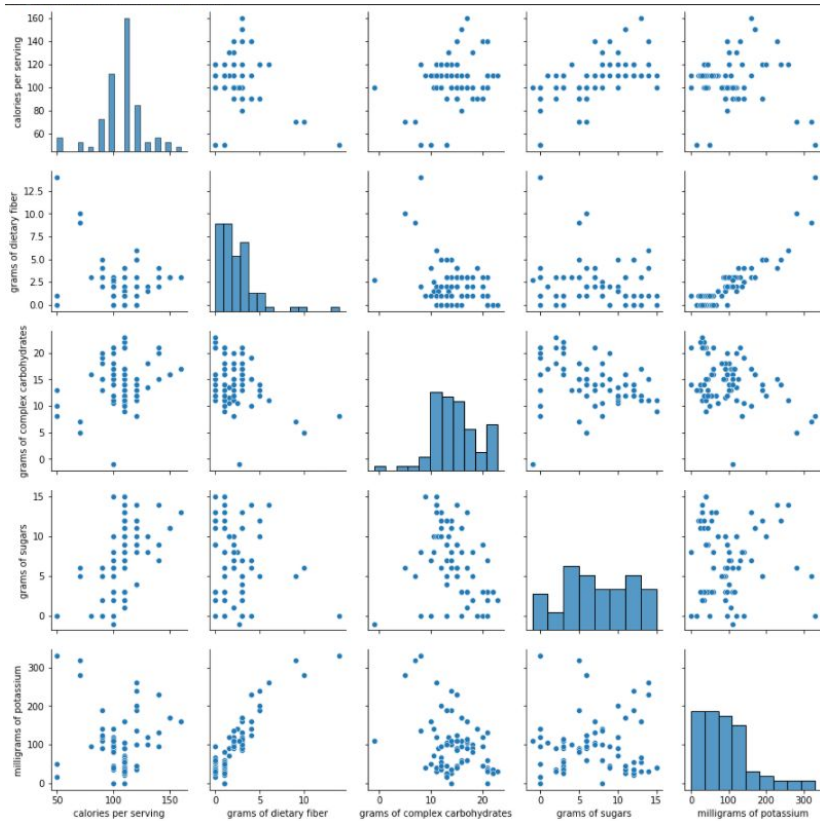 160
140
120
100
80
60
calories per serving
12.5
10.0
7.5
5.0
2.5
0.0
grams of dietary fiber
20
15
10
5
0
grams of complex carbohydrates
15
10
5
0
grams of sugars
300
200
100
0
milligrams of potassium
50 100 150
0 5 10
0 10 20
0 5 10 15
0 100 200 300
calories per serving
grams of dietary fiber
grams of complex carbohydrates
grams of sugars
milligrams of potassium